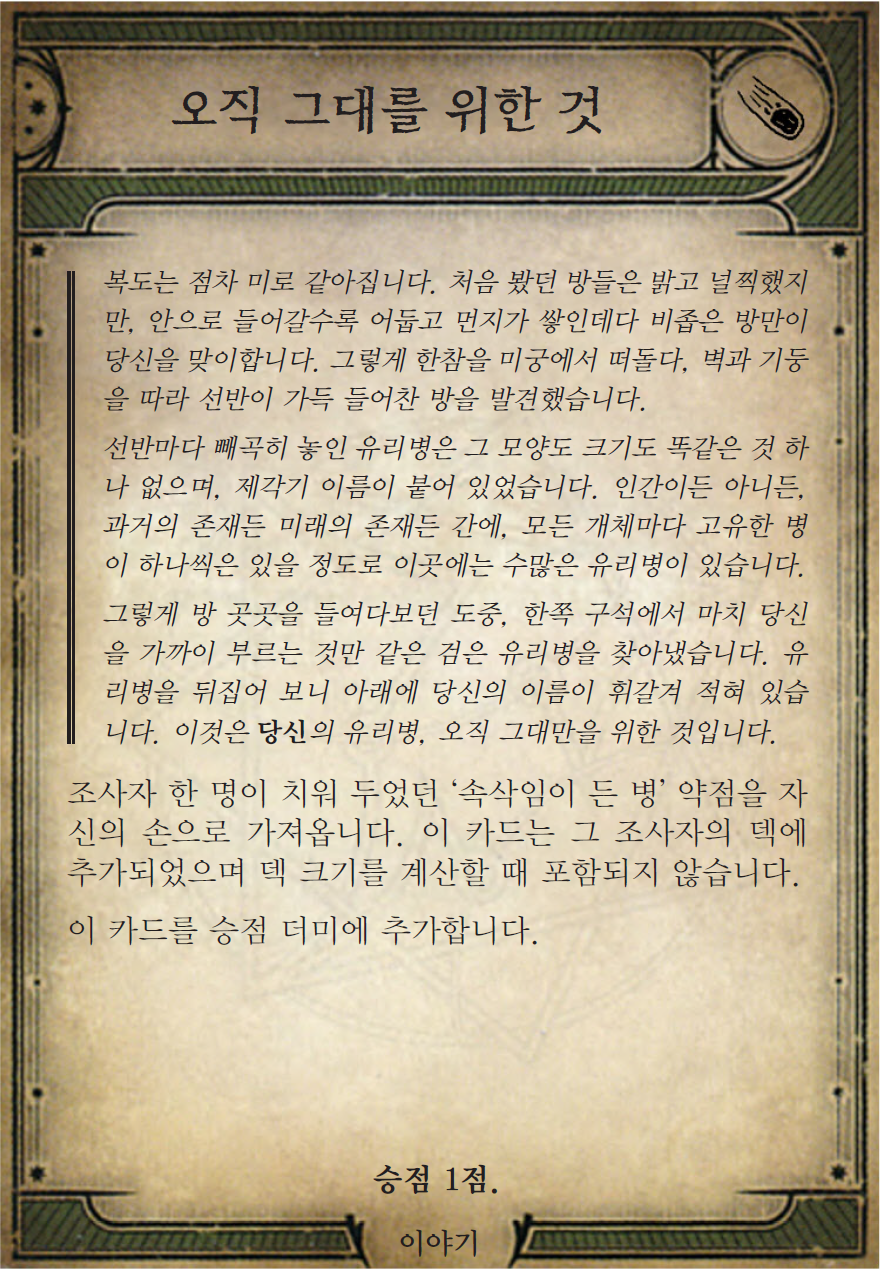 오직 그대를 위한 것
복도는 점차 미로 같아집니다. 처음 봤던 방들은 밝고 널찍했지
만, 안으로 들어갈수록 어둡고 먼지가 쌓인데다 비좁은 방만이
당신을 맞이합니다. 그렇게 한참을 미궁에서 떠돌다, 벽과 기둥
을 따라 선반이 가득 들어찬 방을 발견했습니다.
선반마다 빼곡히 놓인 유리병은 그 모양도 크기도 똑같은 것 하
나 없으며, 제각기 이름이 붙어 있었습니다. 인간이든 아니든,
과거의 존재든 미래의 존재든 간에, 모든 개체마다 고유한 병
이 하나씩은 있을 정도로 이곳에는 수많은 유리병이 있습니다.
그렇게 방 곳곳을 들여다보던 도중, 한쪽 구석에서 마치 당신
을 가까이 부르는 것만 같은 검은 유리병을 찾아냈습니다. 유
리병을 뒤집어 보니 아래에 당신의 이름이 휘갈겨 적혀 있습
니다. 이것은 당신의 유리병, 오직 그대만을 위한 것입니다.
조사자 한 명이 치워 두었던 ‘속삭임이 든 병’ 약점을 자
신의 손으로 가져옵니다. 이 카드는 그 조사자의 덱에
추가되었으며 덱 크기를 계산할 때 포함되지 않습니다.
이 카드를 승점 더미에 추가합니다.
승점 1점.
이야기